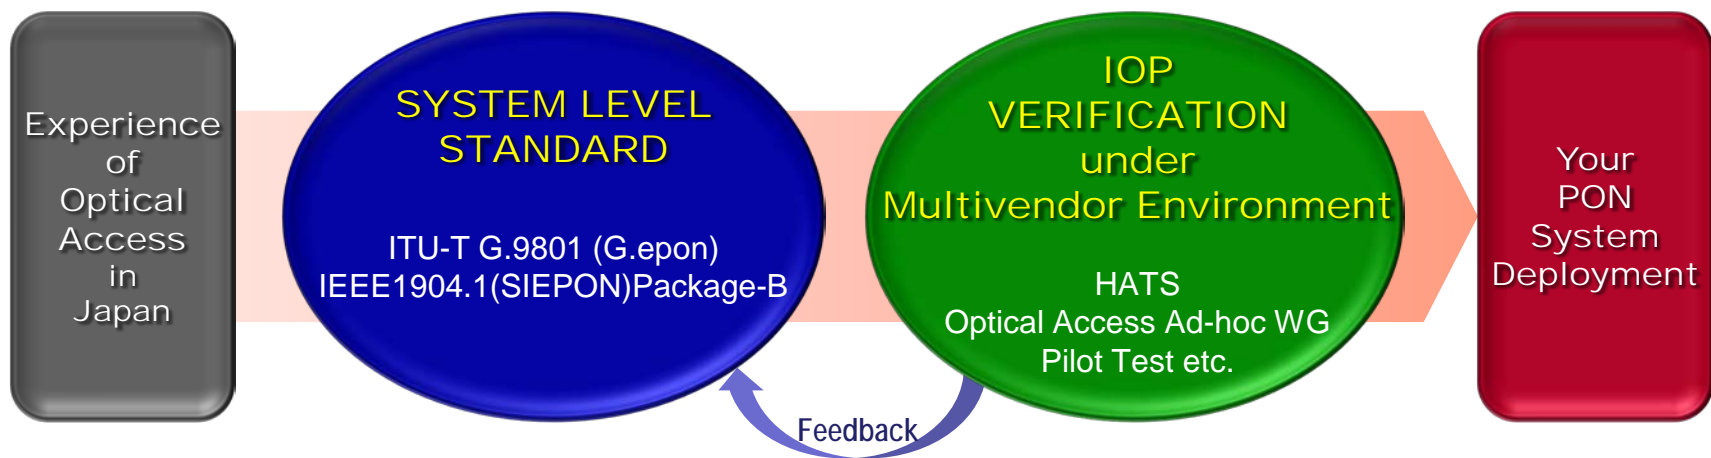 Experience
of
Optical
Access
in
Japan
SYSTEM LEVEL
STANDARD
ITU-T G.9801 (G.epon)
IEEE1904.1(SIEPON)Package-B
IOP
VERIFICATION
under
Multivendor Environment
HATS
Optical Access Ad-hoc WG
Pilot Test etc.
Feedback
Your
PON
System
Deployment